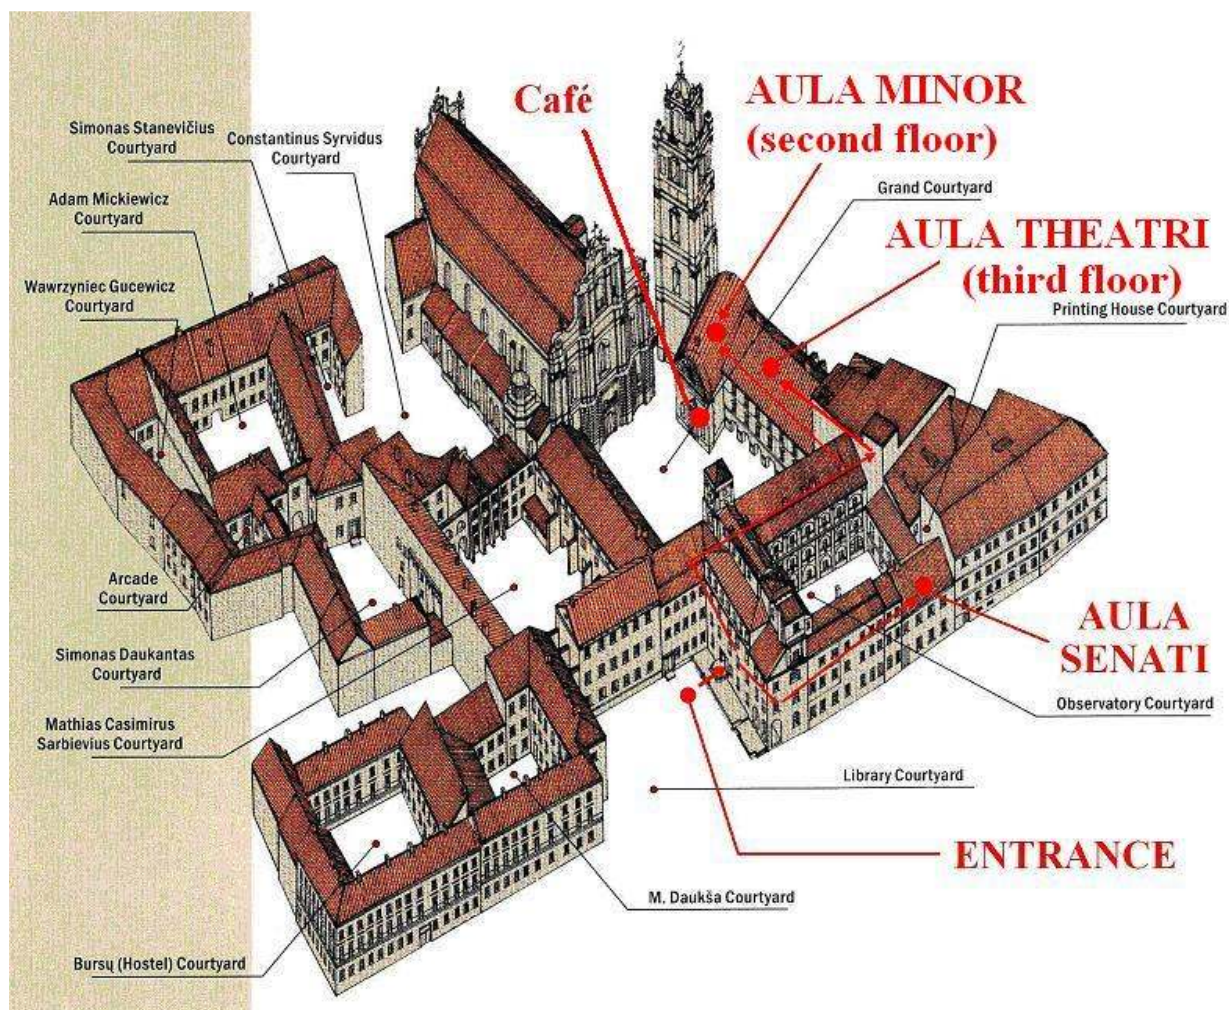 Café
AULA MINOR
(second floor)
Simonas Stanevičius
Courtyard
Constantinus Syrvidus
Courtyard
Grand Courtyard
Adam Mickiewicz
Courtyard
AULA THEATRI
(third floor)
Wawrzyniec Gucewicz
Courtyard
Printing House Courtyard
Arcade
Courtyard
AULA
SENATI
Simonas Daukantas
Courtyard
Observatory Courtyard
Mathias Casimirus
Sarbievius Courtyard
Library Courtyard
ENTRANCE
M. Daukša Courtyard
Bursų (Hostel) Courtyard